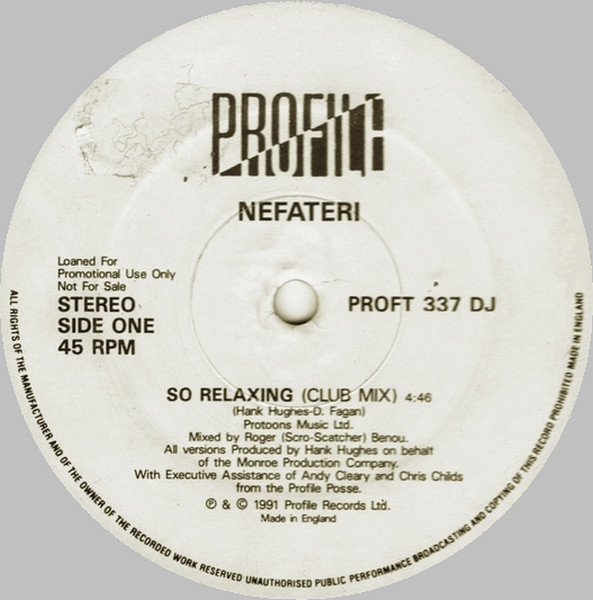 PROFILE
NEFATERI
Loaned For
Promotional Use Only
Not For Sale
STEREO
SIDE ONE
45 RPM
PROFT 337 DJ
SO RELAXING (CLUB MIX) 4:46
(Hank Hughes-D. Fagan)
Protoons Music Ltd.
Mixed by Roger (Scro-Scatcher) Benou.
All versions Produced by Hank Hughes on behalf
of the Monroe Production Company.
With Executive Assistance of Andy Cleary and Chris Childs
from the Profile Posse.
℗ & © 1991 Profile Records Ltd.
Made in England
ALL RIGHTS OF THE MANUFACTURER AND OF THE OWNER OF THE RECORDED WORK RESERVED UNAUTHORISED PUBLIC PERFORMANCE BROADCASTING AND COPYING OF THIS RECORD PROHIBITED MADE IN ENGLAND